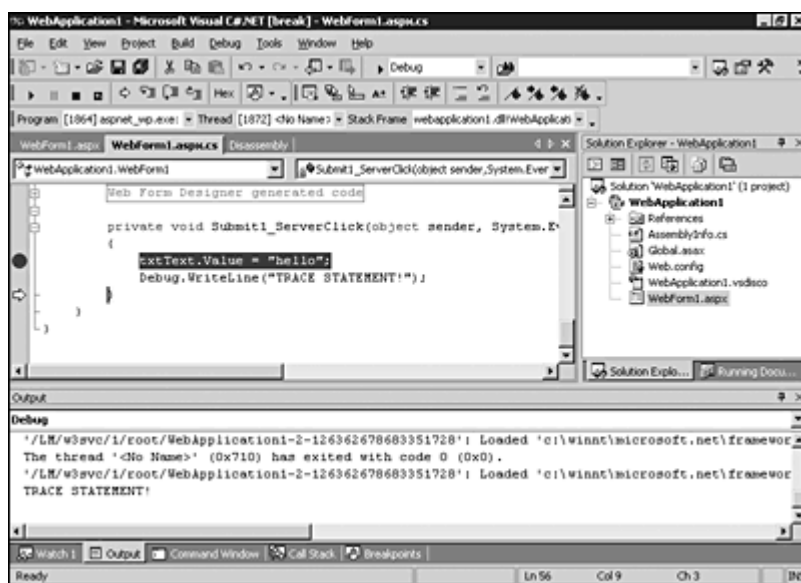 WebApplication1 - Microsoft Visual C#.NET [break] - WebForm1.aspx.cs
File Edit View Project Build Debug Tools Window Help
Debug
Hex
Program [1864] aspnet_wp.exe: Thread [1872] <No Name> Stack Frame webapplication1.dll!WebApplicati
WebForm1.aspx WebForm1.aspx.cs Disassembly
WebApplication1.WebForm1 Submit1_ServerClick(object sender,System.Ever
Web Form Designer generated code
private void Submit1_ServerClick(object sender, System.Ev
{
txtText.Value = "hello";
Debug.WriteLine("TRACE STATEMENT!");
}
}
}
Solution Explorer - WebApplication1
Solution 'WebApplication1' (1 project)
WebApplication1
References
AssemblyInfo.cs
Global.asax
Web.config
WebApplication1.vsdisco
WebForm1.aspx
Solution Explo... Running Docu...
Output
Debug
'/LM/w3svc/1/root/WebApplication1-2-126362678683351728': Loaded 'c:\winnt\microsoft.net\framewor
The thread '<No Name>' (0x710) has exited with code 0 (0x0).
'/LM/w3svc/1/root/WebApplication1-2-126362678683351728': Loaded 'c:\winnt\microsoft.net\framewor
TRACE STATEMENT!
Watch 1 Output Command Window Call Stack Breakpoints
Ready Ln 56 Col 9 Ch 3